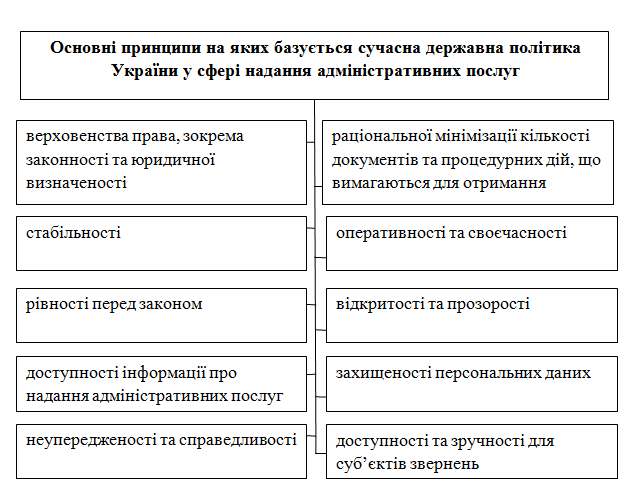 Основні принципи на яких базується сучасна державна політика
України у сфері надання адміністративних послуг
верховенства права, зокрема
законності та юридичної
визначеності
раціональної мінімізації кількості
документів та процедурних дій, що
вимагаються для отримання
стабільності
оперативності та своєчасності
рівності перед законом
відкритості та прозорості
доступності інформації про
надання адміністративних послуг
захищеності персональних даних
неупередженості та справедливості
доступності та зручності для
суб’єктів звернень